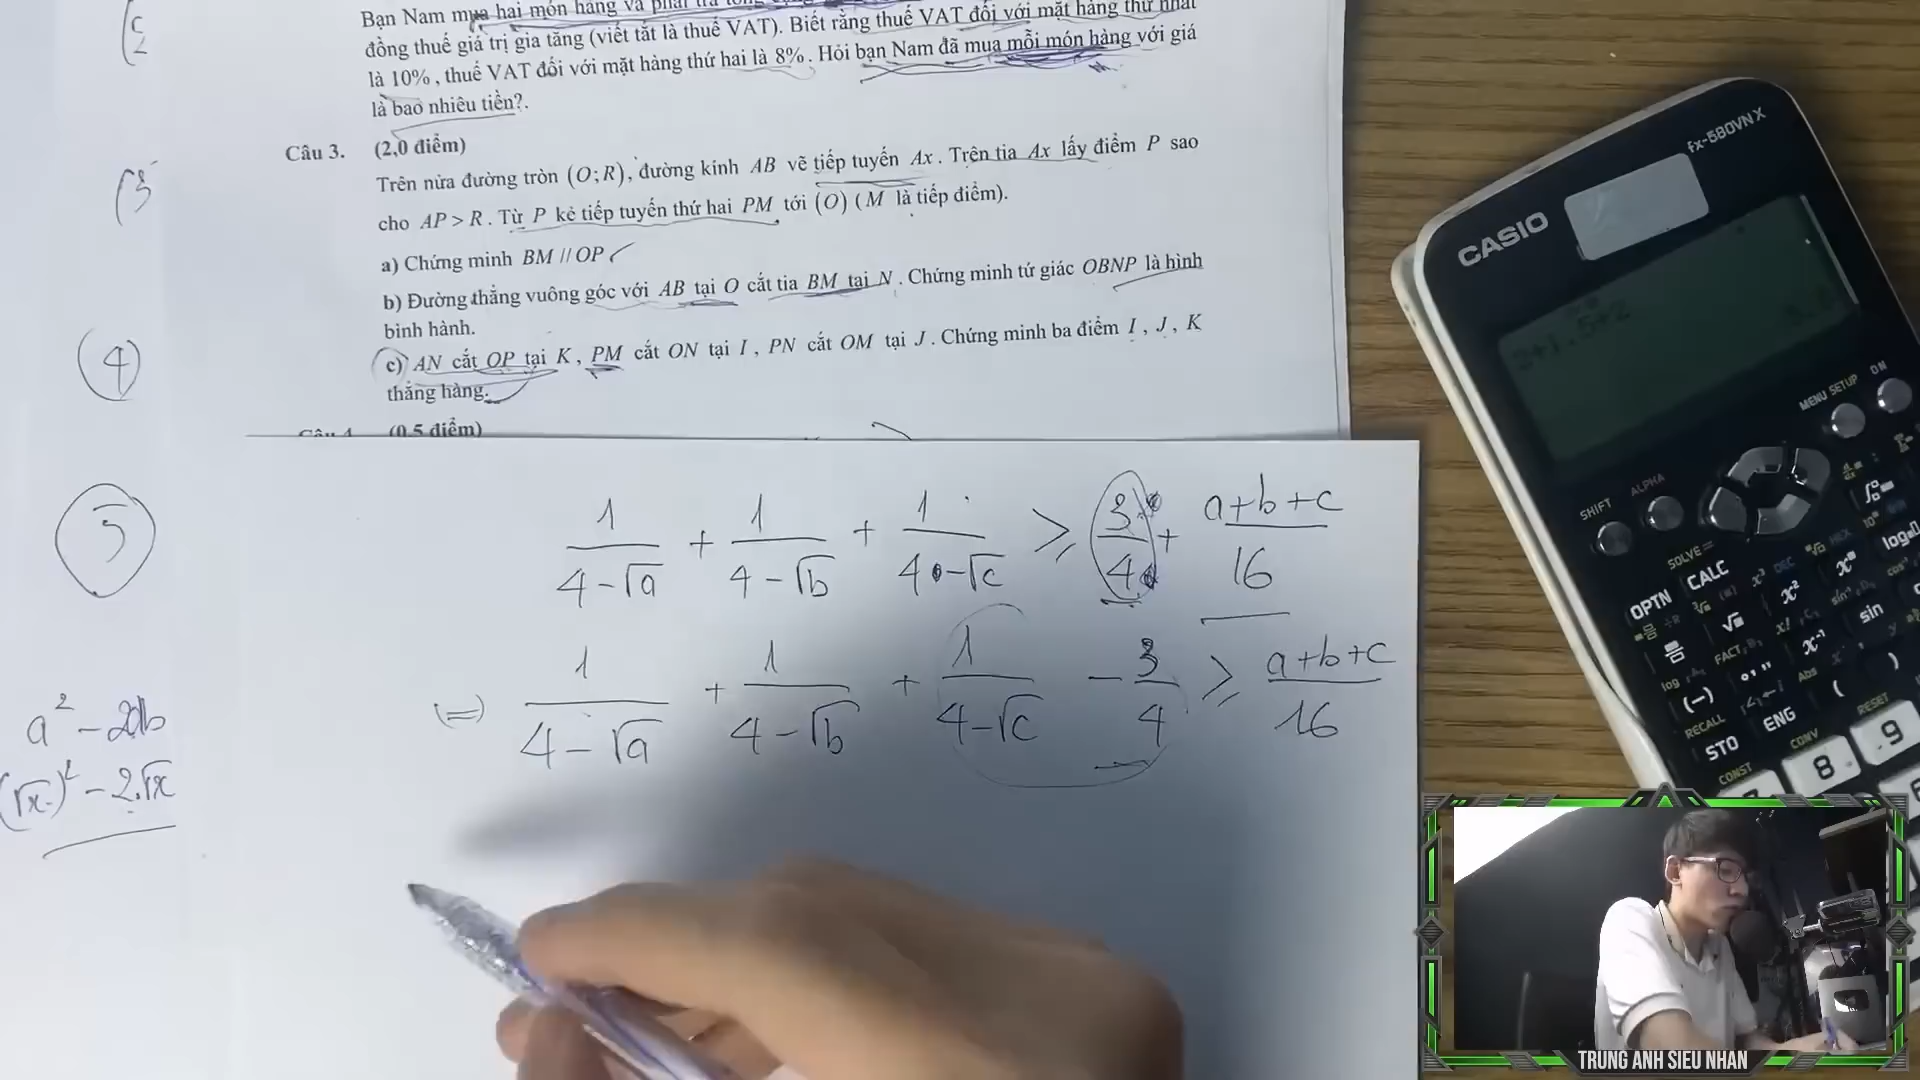 Bạn Nam mua hai món hàng và phải trả tổng
đồng thuế giá trị gia tăng (viết tắt là thuế VAT). Biết rằng thuế VAT đối với mặt hàng thứ nhất
là 10%, thuế VAT đối với mặt hàng thứ hai là 8%. Hỏi bạn Nam đã mua mỗi món hàng với giá
là bao nhiêu tiền?.
Câu 3. (2,0 điểm)
Trên nửa đường tròn (O;R), đường kính AB vẽ tiếp tuyến Ax. Trên tia Ax lấy điểm P sao
cho AP > R. Từ P kẻ tiếp tuyến thứ hai PM tới (O) (M là tiếp điểm).
a) Chứng minh BM // OP
b) Đường thẳng vuông góc với AB tại O cắt tia BM tại N. Chứng minh tứ giác OBNP là hình
bình hành.
c) AN cắt OP tại K, PM cắt ON tại I, PN cắt OM tại J. Chứng minh ba điểm I, J, K
thẳng hàng.
Câu 4 (0,5 điểm)
4
5
a² - 2ab
(√x)² - 2.√x
1/(4-√a) + 1/(4-√b) + 1/(4-√c) ≥ 3/4 + (a+b+c)/16
(=) 1/(4-√a) + 1/(4-√b) + 1/(4-√c) - 3/4 ≥ (a+b+c)/16
CASIO
fx-580VN X
MENU SETUP ON
SHIFT ALPHA
SOLVE =
OPTN CALC
FACT
log Abs
(−) °’” x⁻¹ sin
RECALL
STO ENG ( )
CONST CONV RESET
8 9
TRUNG ANH SIEU NHAN